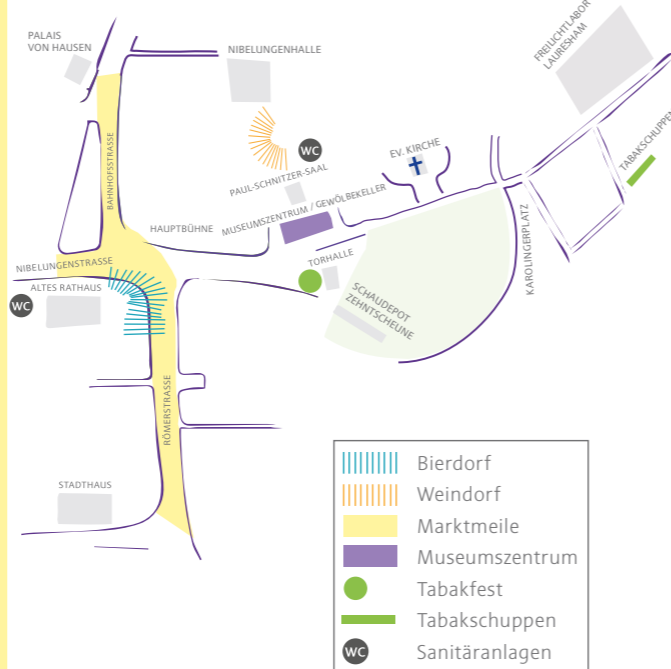 PALAIS
VON HAUSEN
NIBELUNGENHALLE
FREILICHTLABOR
LAURESHAM
TABAKSCHUPPEN
WC
EV. KIRCHE
PAUL-SCHNITZER-SAAL
BAHNHOFSTRASSE
MUSEUMSZENTRUM / GEWÖLBEKELLER
HAUPTBÜHNE
KAROLINGERPLATZ
NIBELUNGENSTRASSE
TORHALLE
ALTES RATHAUS
WC
SCHAUDEPOT
ZEHNTSCHEUNE
RÖMERSTRASSE
STADTHAUS
Bierdorf
Weindorf
Marktmeile
Museumszentrum
Tabakfest
Tabakschuppen
WC Sanitäranlagen